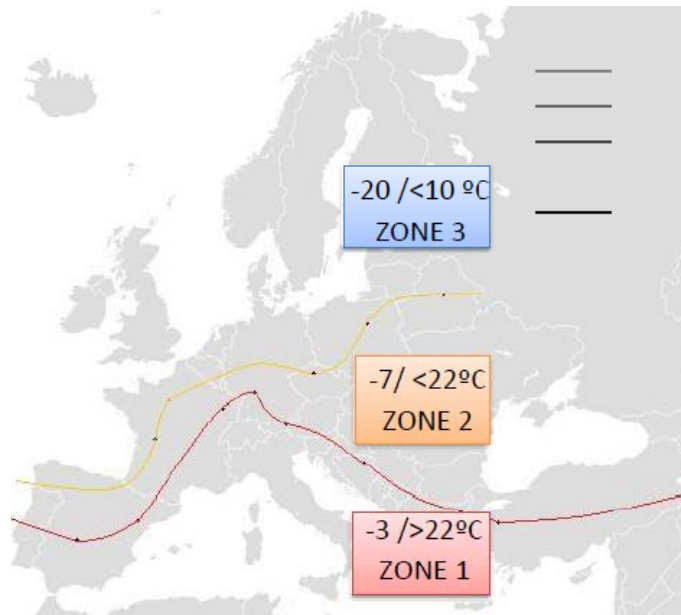 -20 /<10 ºC
ZONE 3
-7/ <22ºC
ZONE 2
-3 />22ºC
ZONE 1